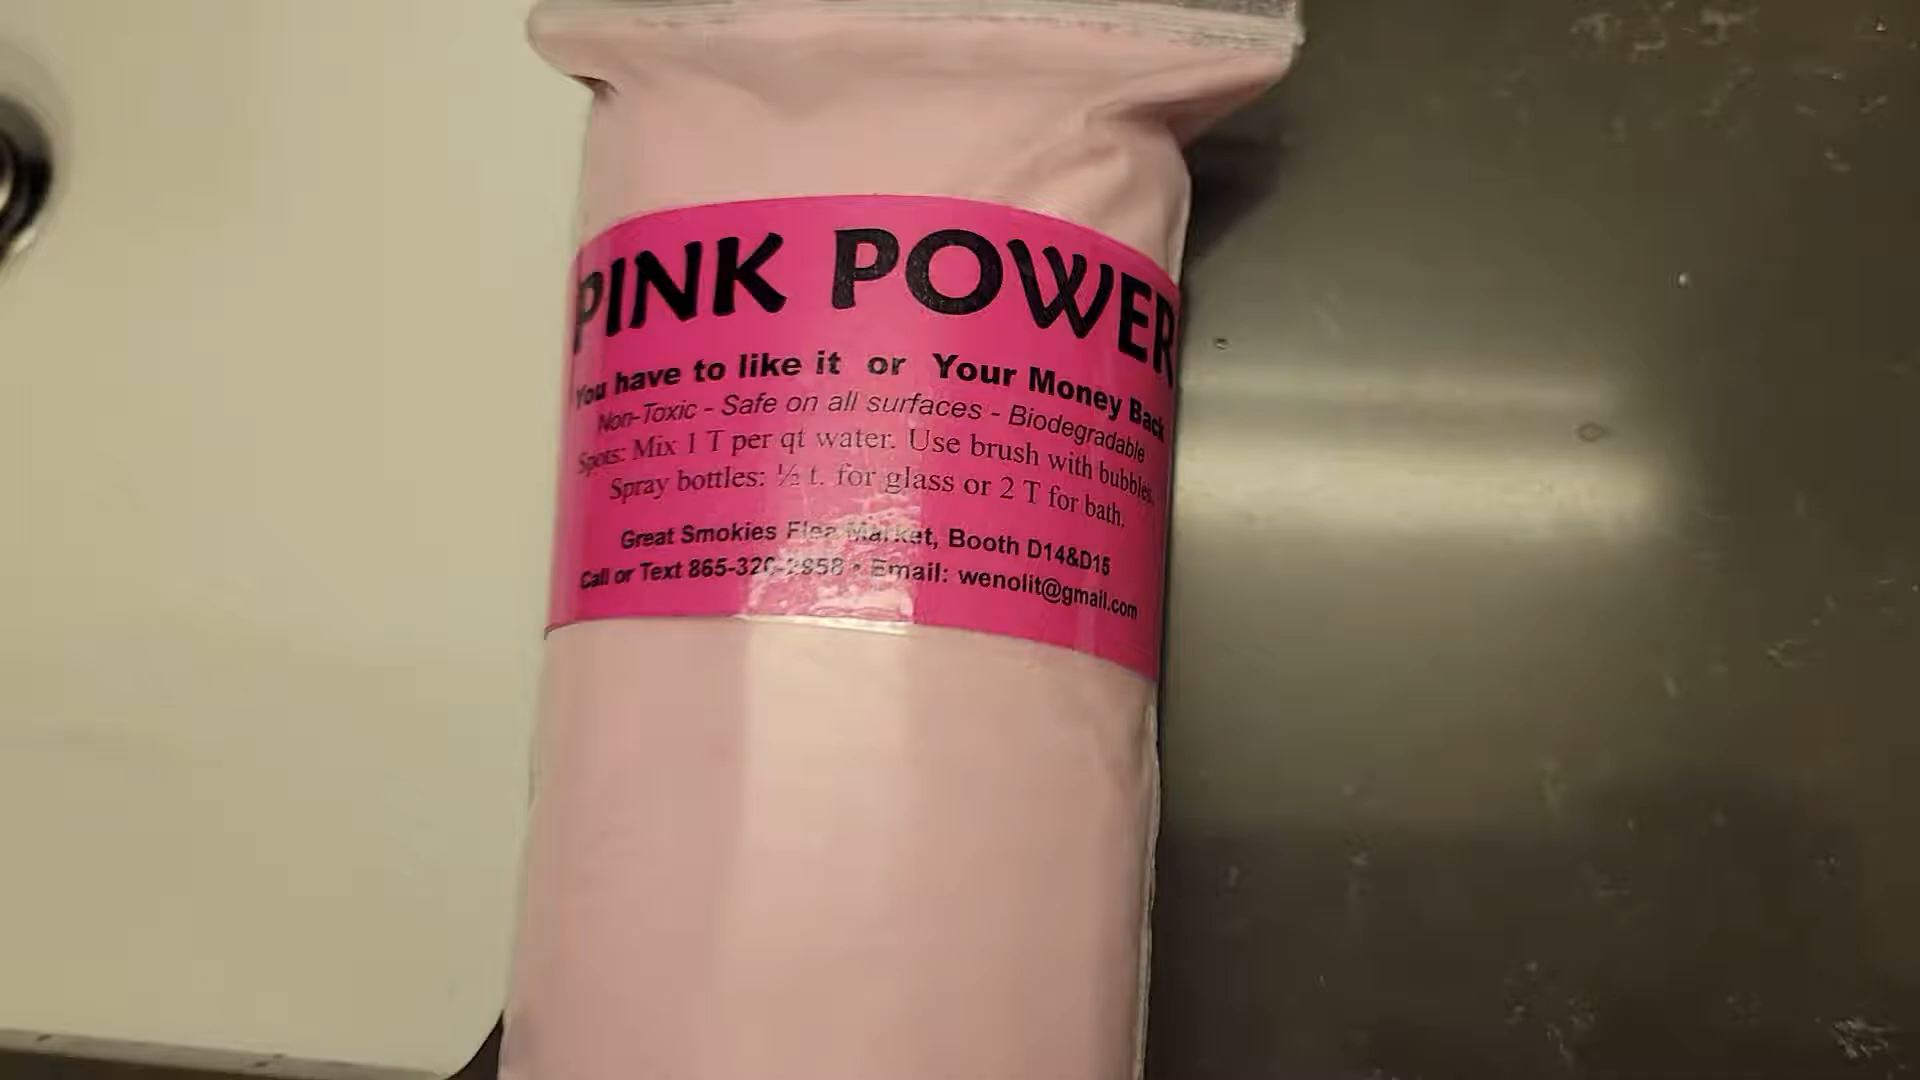 PINK POWER
You have to like it or Your Money Back
Non-Toxic - Safe on all surfaces - Biodegradable
Spots: Mix 1 T per qt water. Use brush with bubbles.
Spray bottles: ½ t. for glass or 2 T for bath.
Great Smokies Flea Market, Booth D14&D15
Call or Text • Email: wenolit@gmail.com